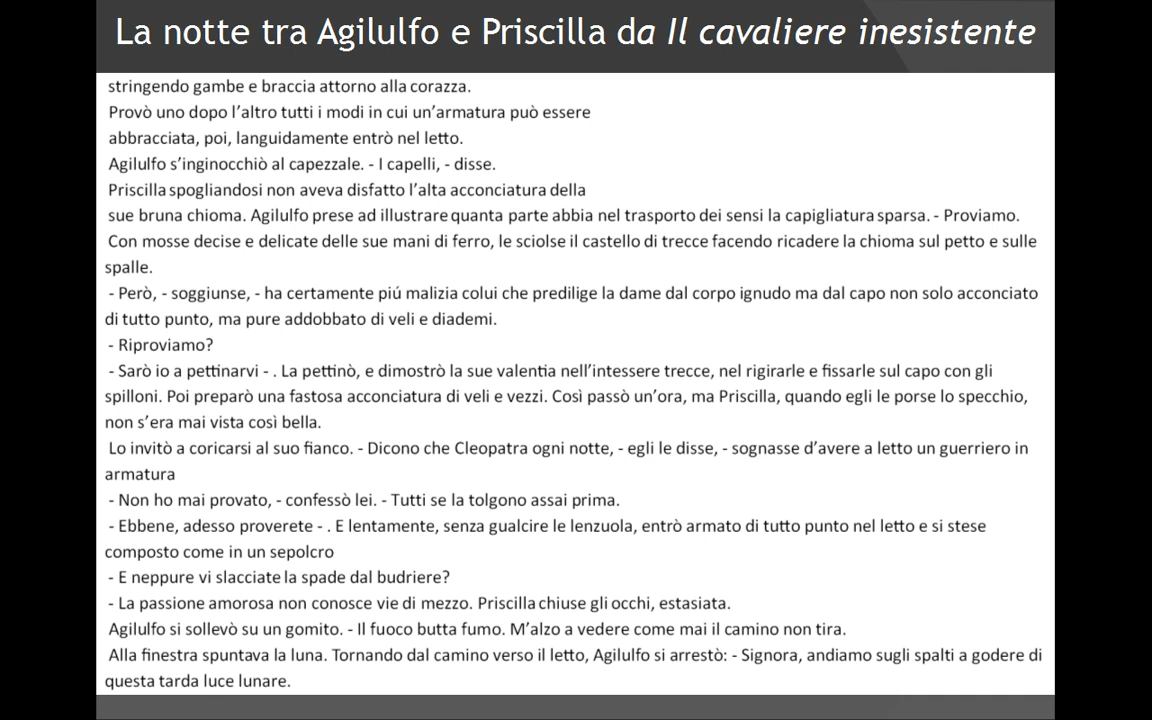 La notte tra Agilulfo e Priscilla da Il cavaliere inesistente
stringendo gambe e braccia attorno alla corazza.
Provò uno dopo l'altro tutti i modi in cui un'armatura può essere
abbracciata, poi, languidamente entrò nel letto.
Agilulfo s'inginocchiò al capezzale. - I capelli, - disse.
Priscilla spogliandosi non aveva disfatto l'alta acconciatura della
sue bruna chioma. Agilulfo prese ad illustrare quanta parte abbia nel trasporto dei sensi la capigliatura sparsa. - Proviamo.
Con mosse decise e delicate delle sue mani di ferro, le sciolse il castello di trecce facendo ricadere la chioma sul petto e sulle
spalle.
- Però, - soggiunse, - ha certamente piú malizia colui che predilige la dame dal corpo ignudo ma dal capo non solo acconciato
di tutto punto, ma pure addobbato di veli e diademi.
- Riproviamo?
- Sarò io a pettinarvi - . La pettinò, e dimostrò la sue valentia nell'intessere trecce, nel rigirarle e fissarle sul capo con gli
spilloni. Poi preparò una fastosa acconciatura di veli e vezzi. Così passò un'ora, ma Priscilla, quando egli le porse lo specchio,
non s'era mai vista così bella.
Lo invitò a coricarsi al suo fianco. - Dicono che Cleopatra ogni notte, - egli le disse, - sognasse d'avere a letto un guerriero in
armatura
- Non ho mai provato, - confessò lei. - Tutti se la tolgono assai prima.
- Ebbene, adesso proverete - . E lentamente, senza gualcire le lenzuola, entrò armato di tutto punto nel letto e si stese
composto come in un sepolcro
- E neppure vi slacciate la spade dal budriere?
- La passione amorosa non conosce vie di mezzo. Priscilla chiuse gli occhi, estasiata.
Agilulfo si sollevò su un gomito. - Il fuoco butta fumo. M'alzo a vedere come mai il camino non tira.
Alla finestra spuntava la luna. Tornando dal camino verso il letto, Agilulfo si arrestò: - Signora, andiamo sugli spalti a godere di
questa tarda luce lunare.